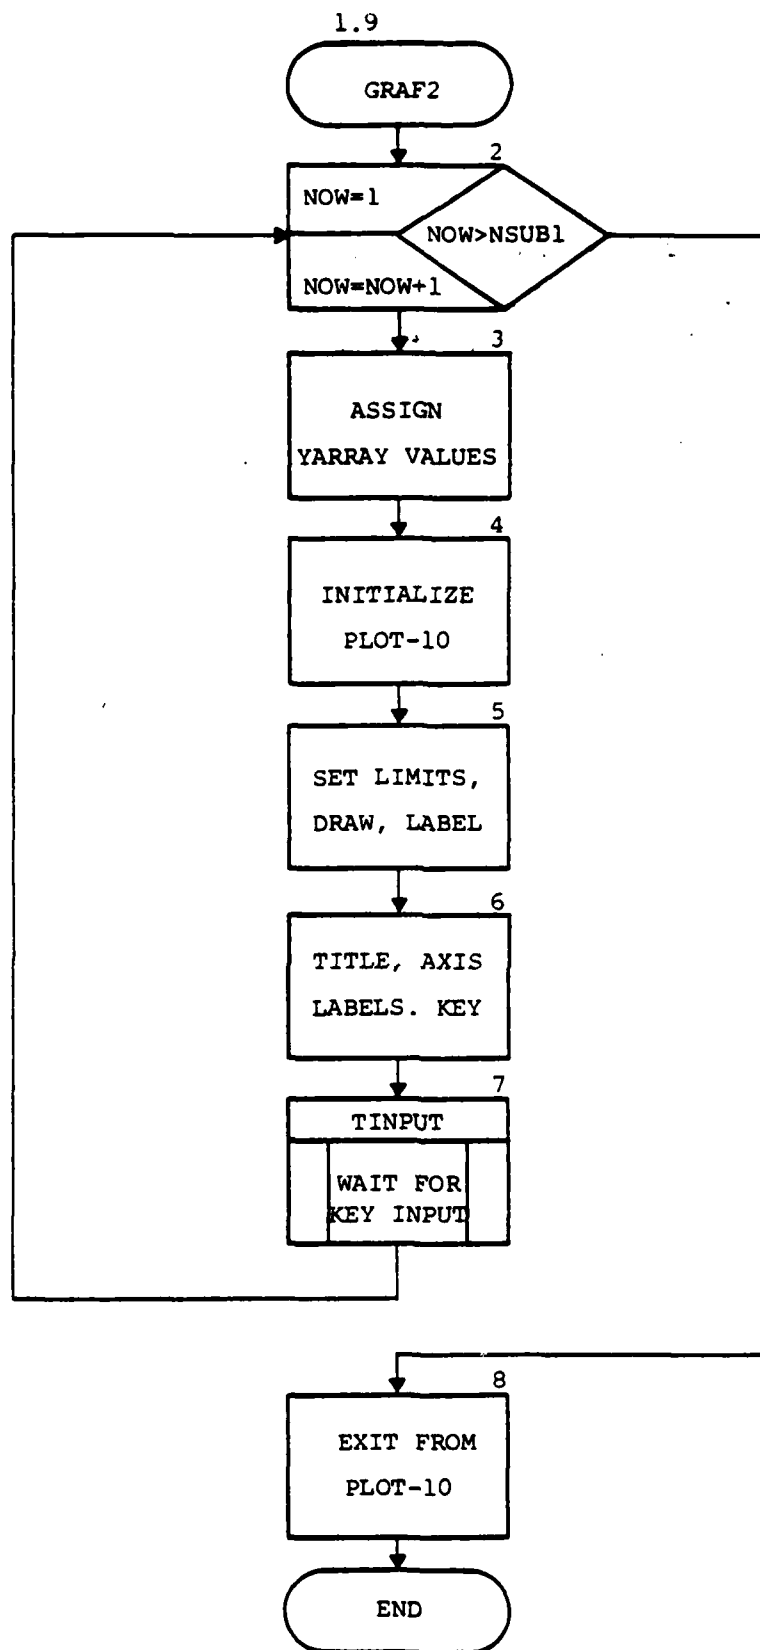 1.9
GRAF2
2
NOW=1
NOW>NSUB1
NOW=NOW+1
3
ASSIGN
YARRAY VALUES
4
INITIALIZE
PLOT-10
5
SET LIMITS,
DRAW, LABEL
6
TITLE, AXIS
LABELS. KEY
7
TINPUT
WAIT FOR
KEY INPUT
8
EXIT FROM
PLOT-10
END